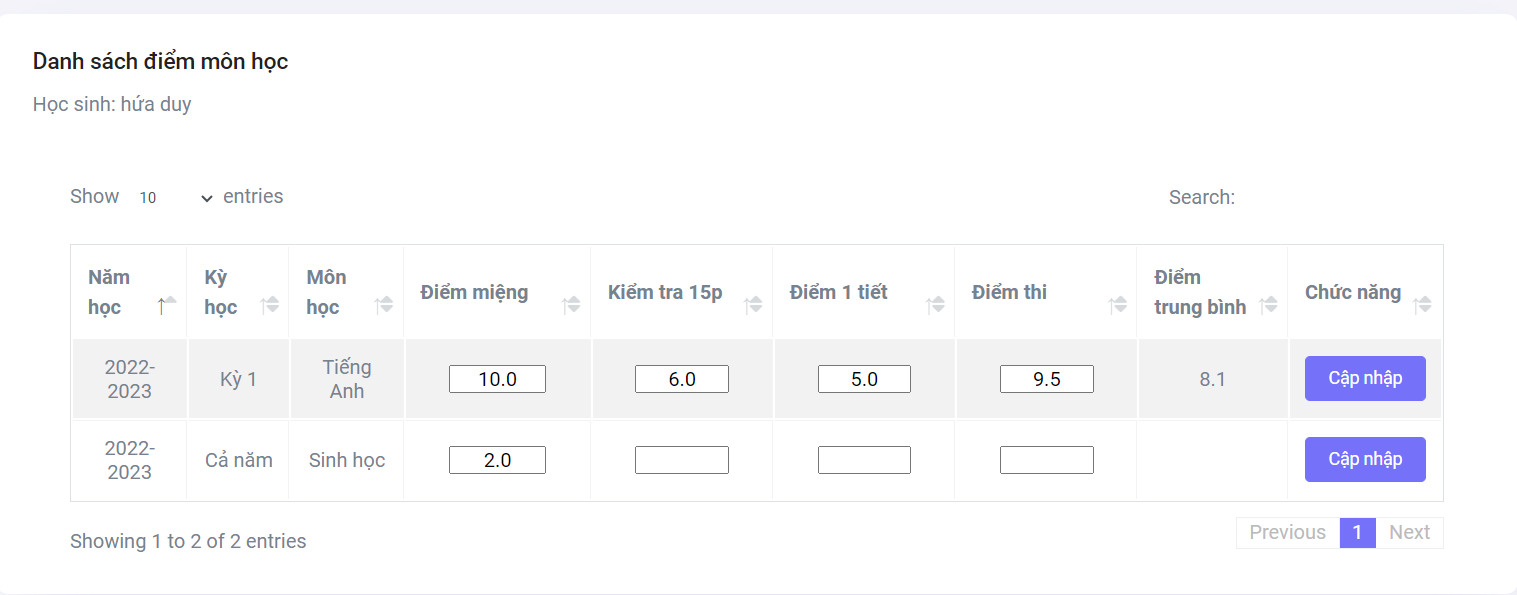 Danh sách điểm môn học
Học sinh: hứa duy
Show 10 entries
Search:
Năm học Kỳ học Môn học Điểm miệng Kiểm tra 15p Điểm 1 tiết Điểm thi Điểm trung bình Chức năng
2022-2023 Kỳ 1 Tiếng Anh 10.0 6.0 5.0 9.5 8.1 Cập nhập
2022-2023 Cả năm Sinh học 2.0 Cập nhập
Showing 1 to 2 of 2 entries
Previous 1 Next